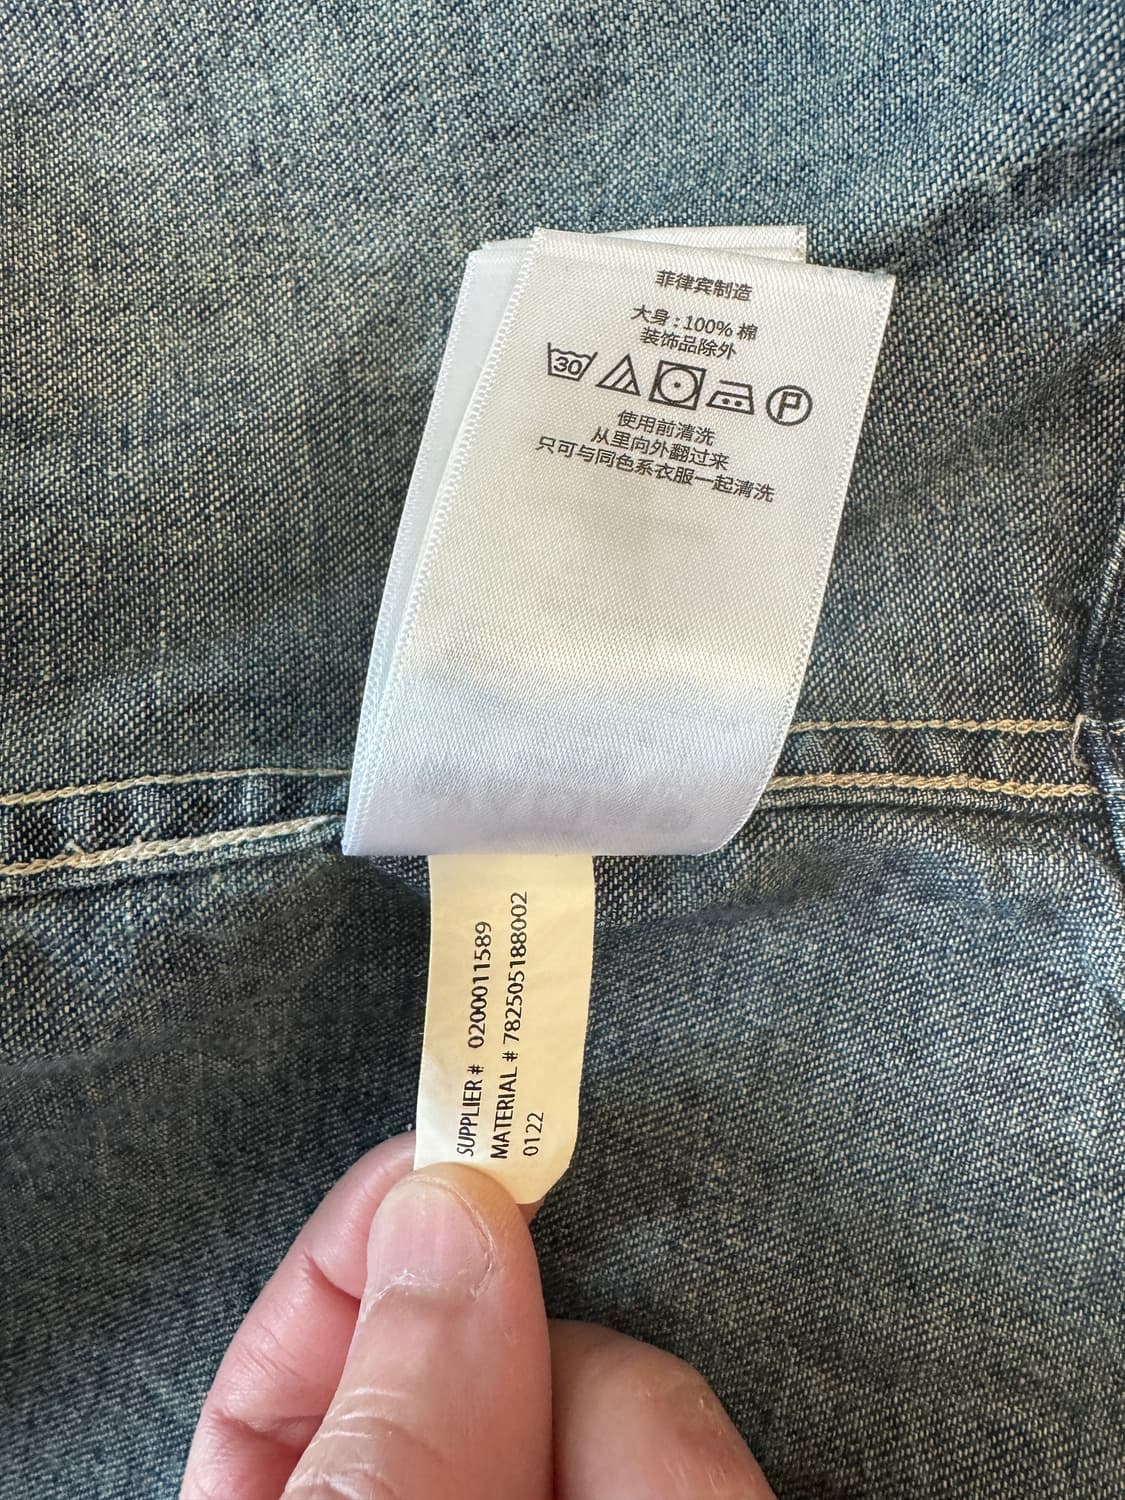 菲律宾制造
大身 : 100% 棉
装饰品除外
30 P
使用前清洗
从里向外翻过来
只可与同色系衣服一起清洗
SUPPLIER # 0200011589
MATERIAL # 782505188002
0122